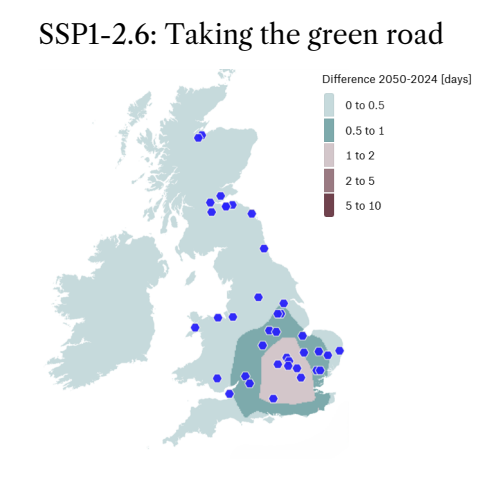 SSP1-2.6: Taking the green road
Difference 2050-2024 [days]
0 to 0.5
0.5 to 1
1 to 2
2 to 5
5 to 10